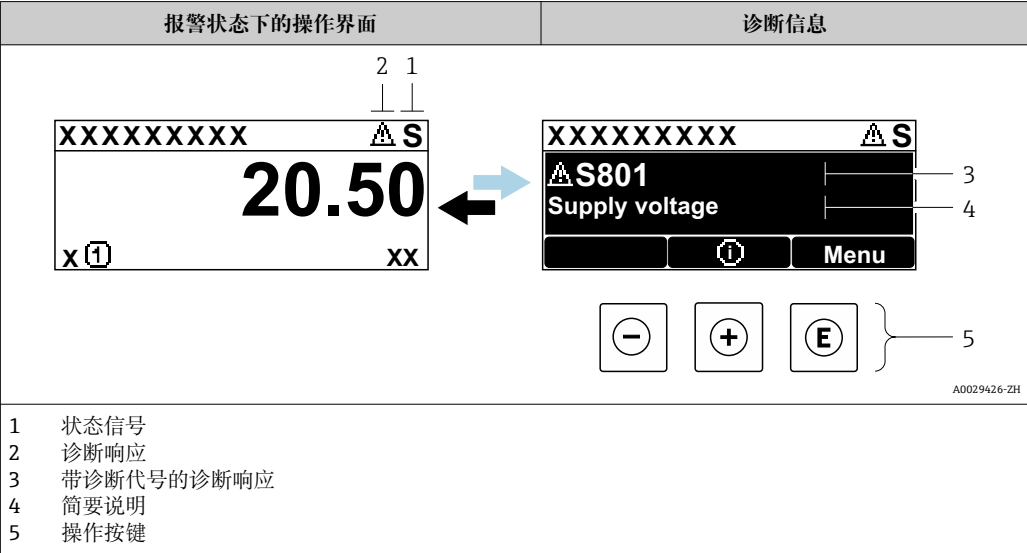 报警状态下的操作界面
诊断信息
2 1
XXXXXXXXX S
20.50
x 1 xx
XXXXXXXXX S
S801 3
Supply voltage 4
i Menu
- + E 5
A0029426-ZH
1 状态信号
2 诊断响应
3 带诊断代号的诊断响应
4 简要说明
5 操作按键